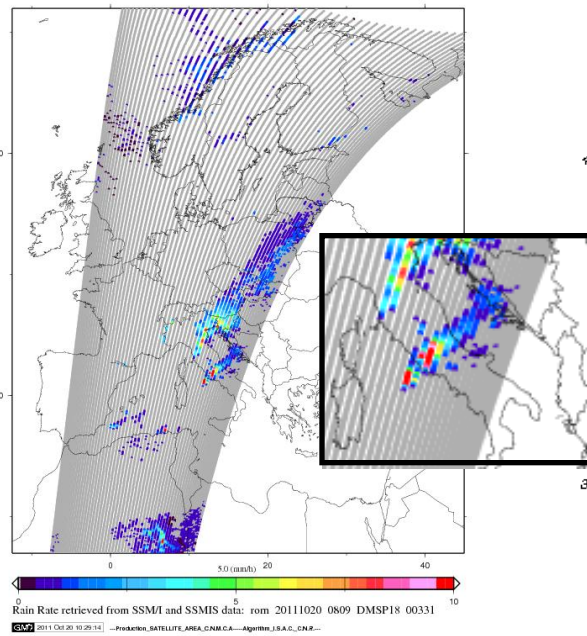 0 20 40
5.0 (mm/h)
0 5 10
Rain Rate retrieved from SSM/I and SSMIS data: rom 20111020 0809 DMSP18 00331
GMT 2011 Oct 20 10:29:14 ---Production_SATELLITE_AREA_C.N.M.C.A-----Algorithm_I.S.A.C._C.N.R.---